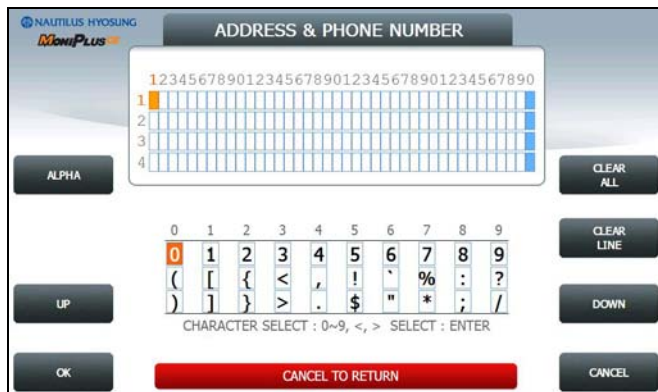 NAUTILUS HYOSUNG
MoniPlus CE
ADDRESS & PHONE NUMBER
1234567890123456789012345678901234567890
1
2
3
4
ALPHA
CLEAR
ALL
CLEAR
LINE
0 1 2 3 4 5 6 7 8 9
0 1 2 3 4 5 6 7 8 9
( [ { < , ! ` % : ?
) ] } > . $ " * ; /
UP
DOWN
CHARACTER SELECT : 0~9, <, > SELECT : ENTER
OK
CANCEL TO RETURN
CANCEL